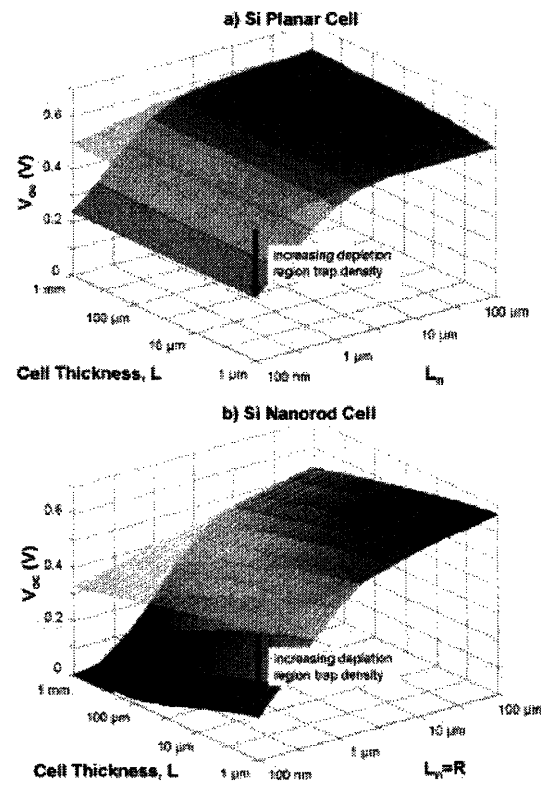 a) Si Planar Cell
0.6
0.4
0.2
0
V_oc (V)
increasing depletion
region trap density
1 mm
100 µm
10 µm
1 µm
100 nm
1 µm
10 µm
100 µm
Cell Thickness, L
L_n
b) Si Nanorod Cell
0.6
0.4
0.2
0
V_oc (V)
increasing depletion
region trap density
1 mm
100 µm
10 µm
1 µm
100 nm
1 µm
10 µm
100 µm
Cell Thickness, L
L_n=R